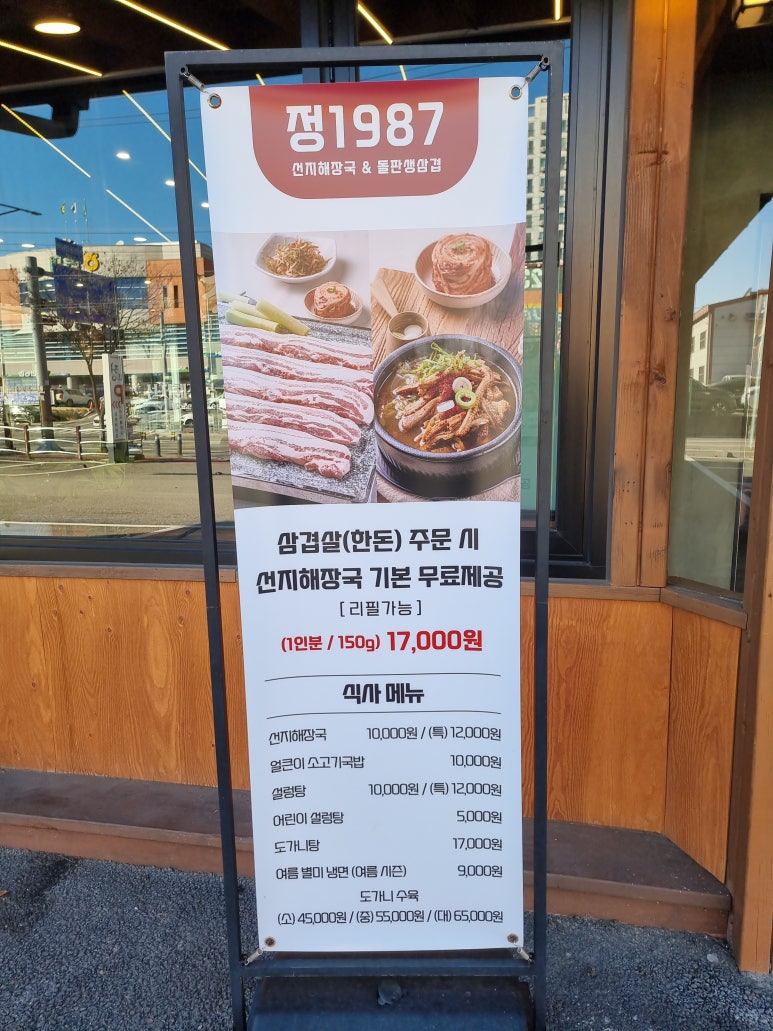 정1987
선지해장국 & 돌판생삼겹
삼겹살(한돈) 주문 시
선지해장국 기본 무료제공
[리필가능]
(1인분 / 150g) 17,000원
식사 메뉴
선지해장국 10,000원 / (특) 12,000원
얼큰이 소고기국밥 10,000원
설렁탕 10,000원 / (특) 12,000원
어린이 설렁탕 5,000원
도가니탕 17,000원
여름 별미 냉면 (여름 시즌) 9,000원
도가니 수육
(소) 45,000원 / (중) 55,000원 / (대) 65,000원